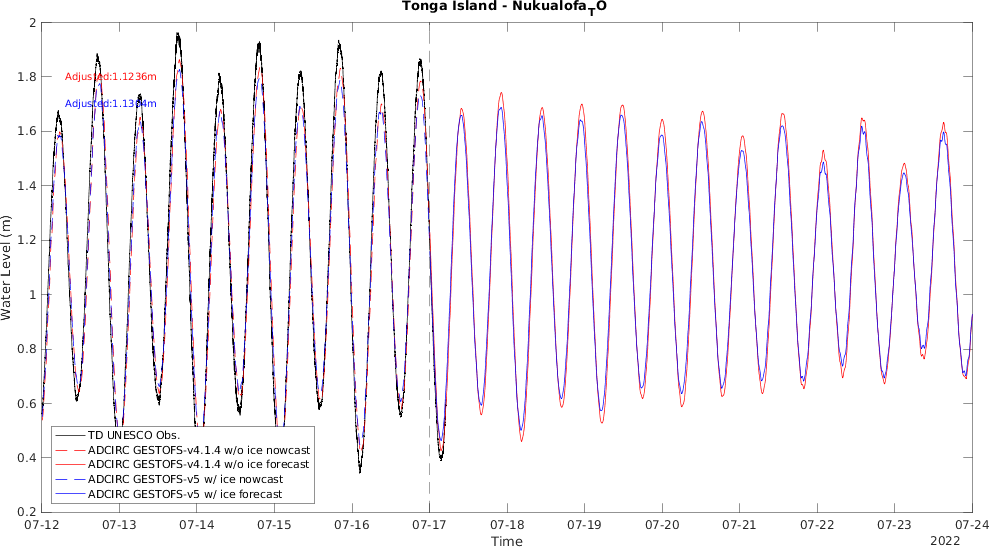 Tonga Island - NukualofaTO
Water Level (m)
2
1.8
1.6
1.4
1.2
1
0.8
0.6
0.4
0.2
Adjusted:1.1236m
Adjusted:1.1364m
TD UNESCO Obs.
ADCIRC GESTOFS-v4.1.4 w/o ice nowcast
ADCIRC GESTOFS-v4.1.4 w/o ice forecast
ADCIRC GESTOFS-v5 w/ ice nowcast
ADCIRC GESTOFS-v5 w/ ice forecast
07-12 07-13 07-14 07-15 07-16 07-17 07-18 07-19 07-20 07-21 07-22 07-23 07-24
Time
2022